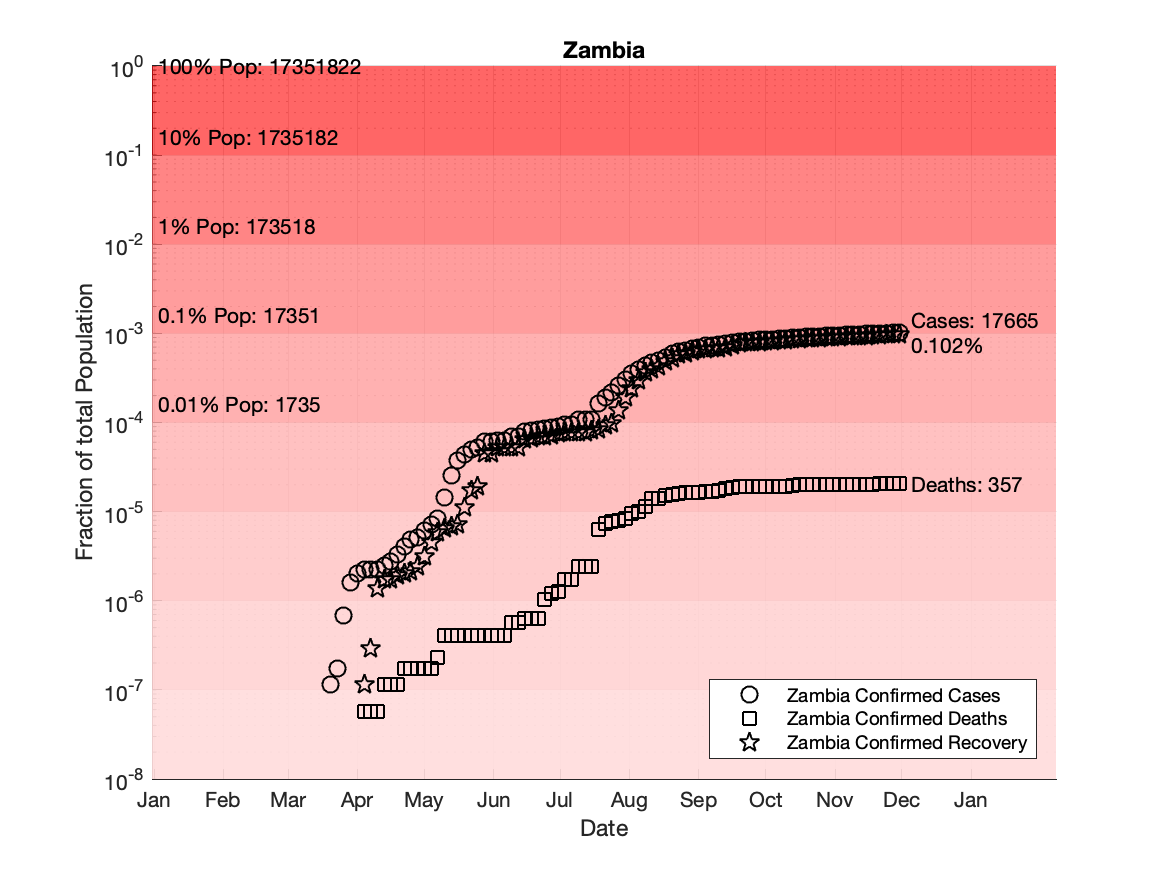 Zambia
10^0
100% Pop: 17351822
10% Pop: 1735182
10^-1
1% Pop: 173518
10^-2
0.1% Pop: 17351
10^-3
Cases: 17665
0.102%
0.01% Pop: 1735
10^-4
Deaths: 357
10^-5
10^-6
10^-7
10^-8
Fraction of total Population
Zambia Confirmed Cases
Zambia Confirmed Deaths
Zambia Confirmed Recovery
Jan Feb Mar Apr May Jun Jul Aug Sep Oct Nov Dec Jan
Date